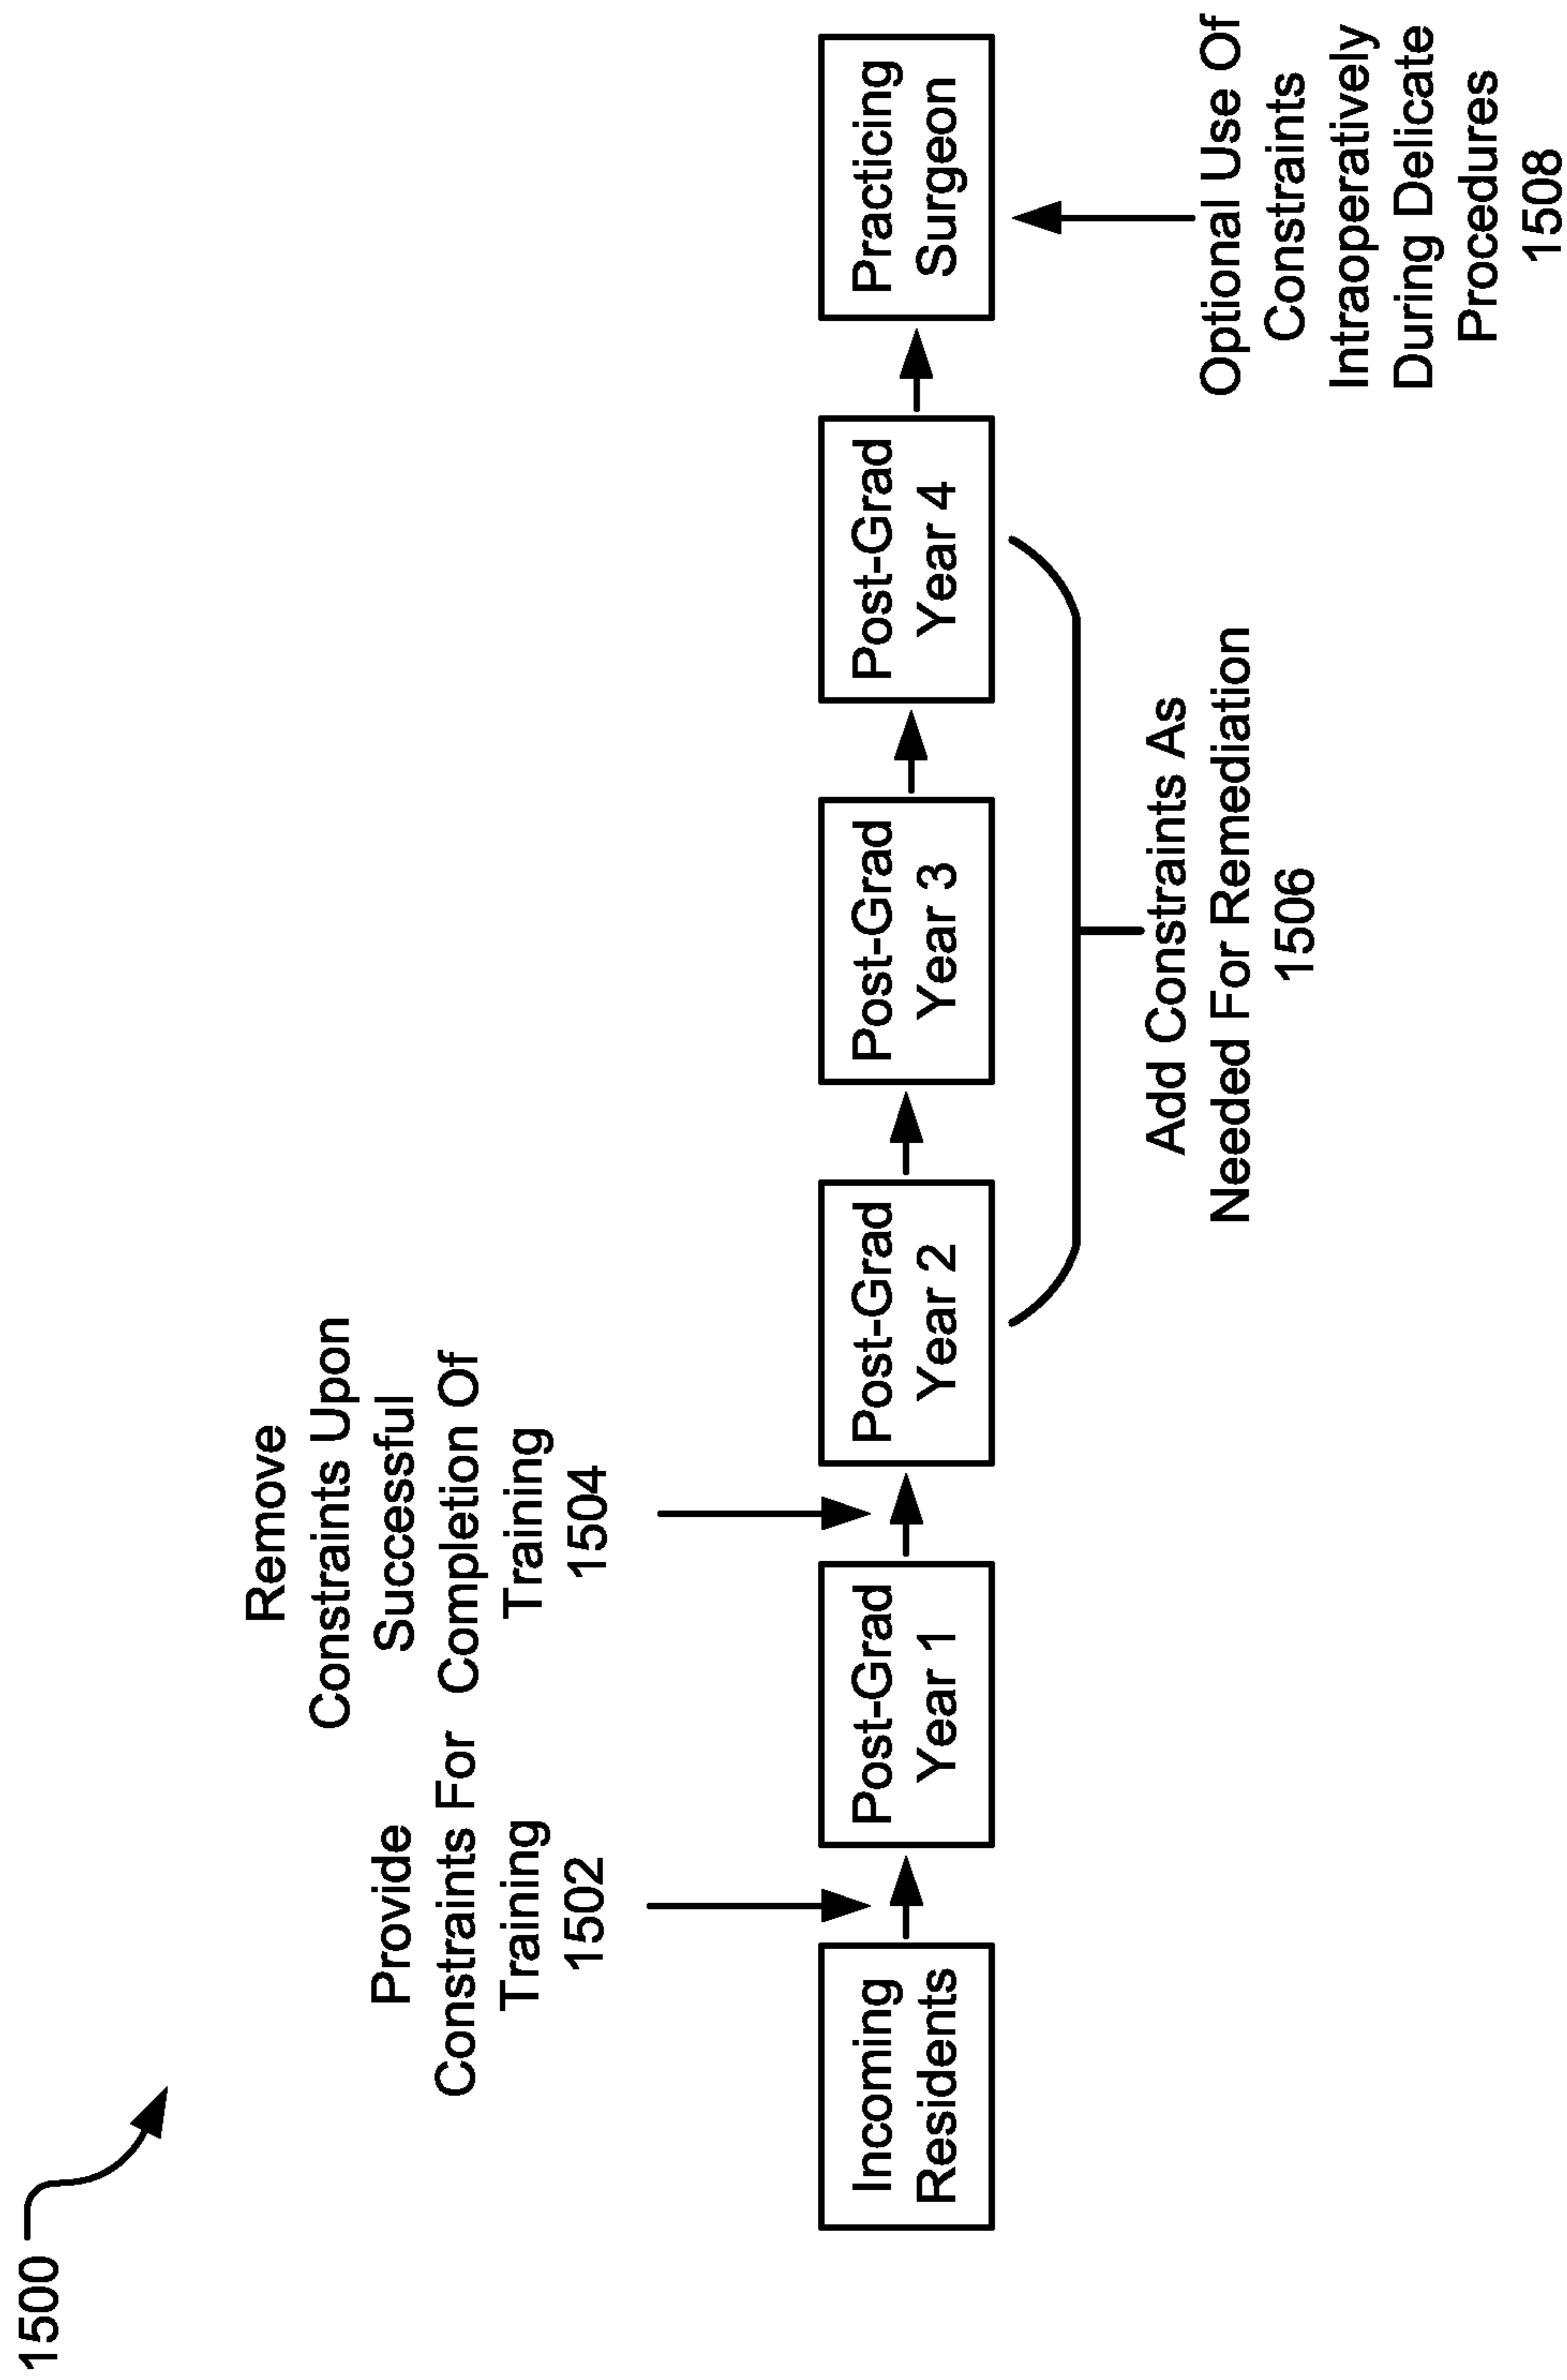 1500
Provide
Constraints For
Training
1502
Remove
Constraints Upon
Successful
Completion Of
Training
1504
Incoming
Residents
Post-Grad
Year 1
Post-Grad
Year 2
Post-Grad
Year 3
Post-Grad
Year 4
Practicing
Surgeon
Add Constraints As
Needed For Remediation
1506
Optional Use Of
Constraints
Intraoperatively
During Delicate
Procedures
1508